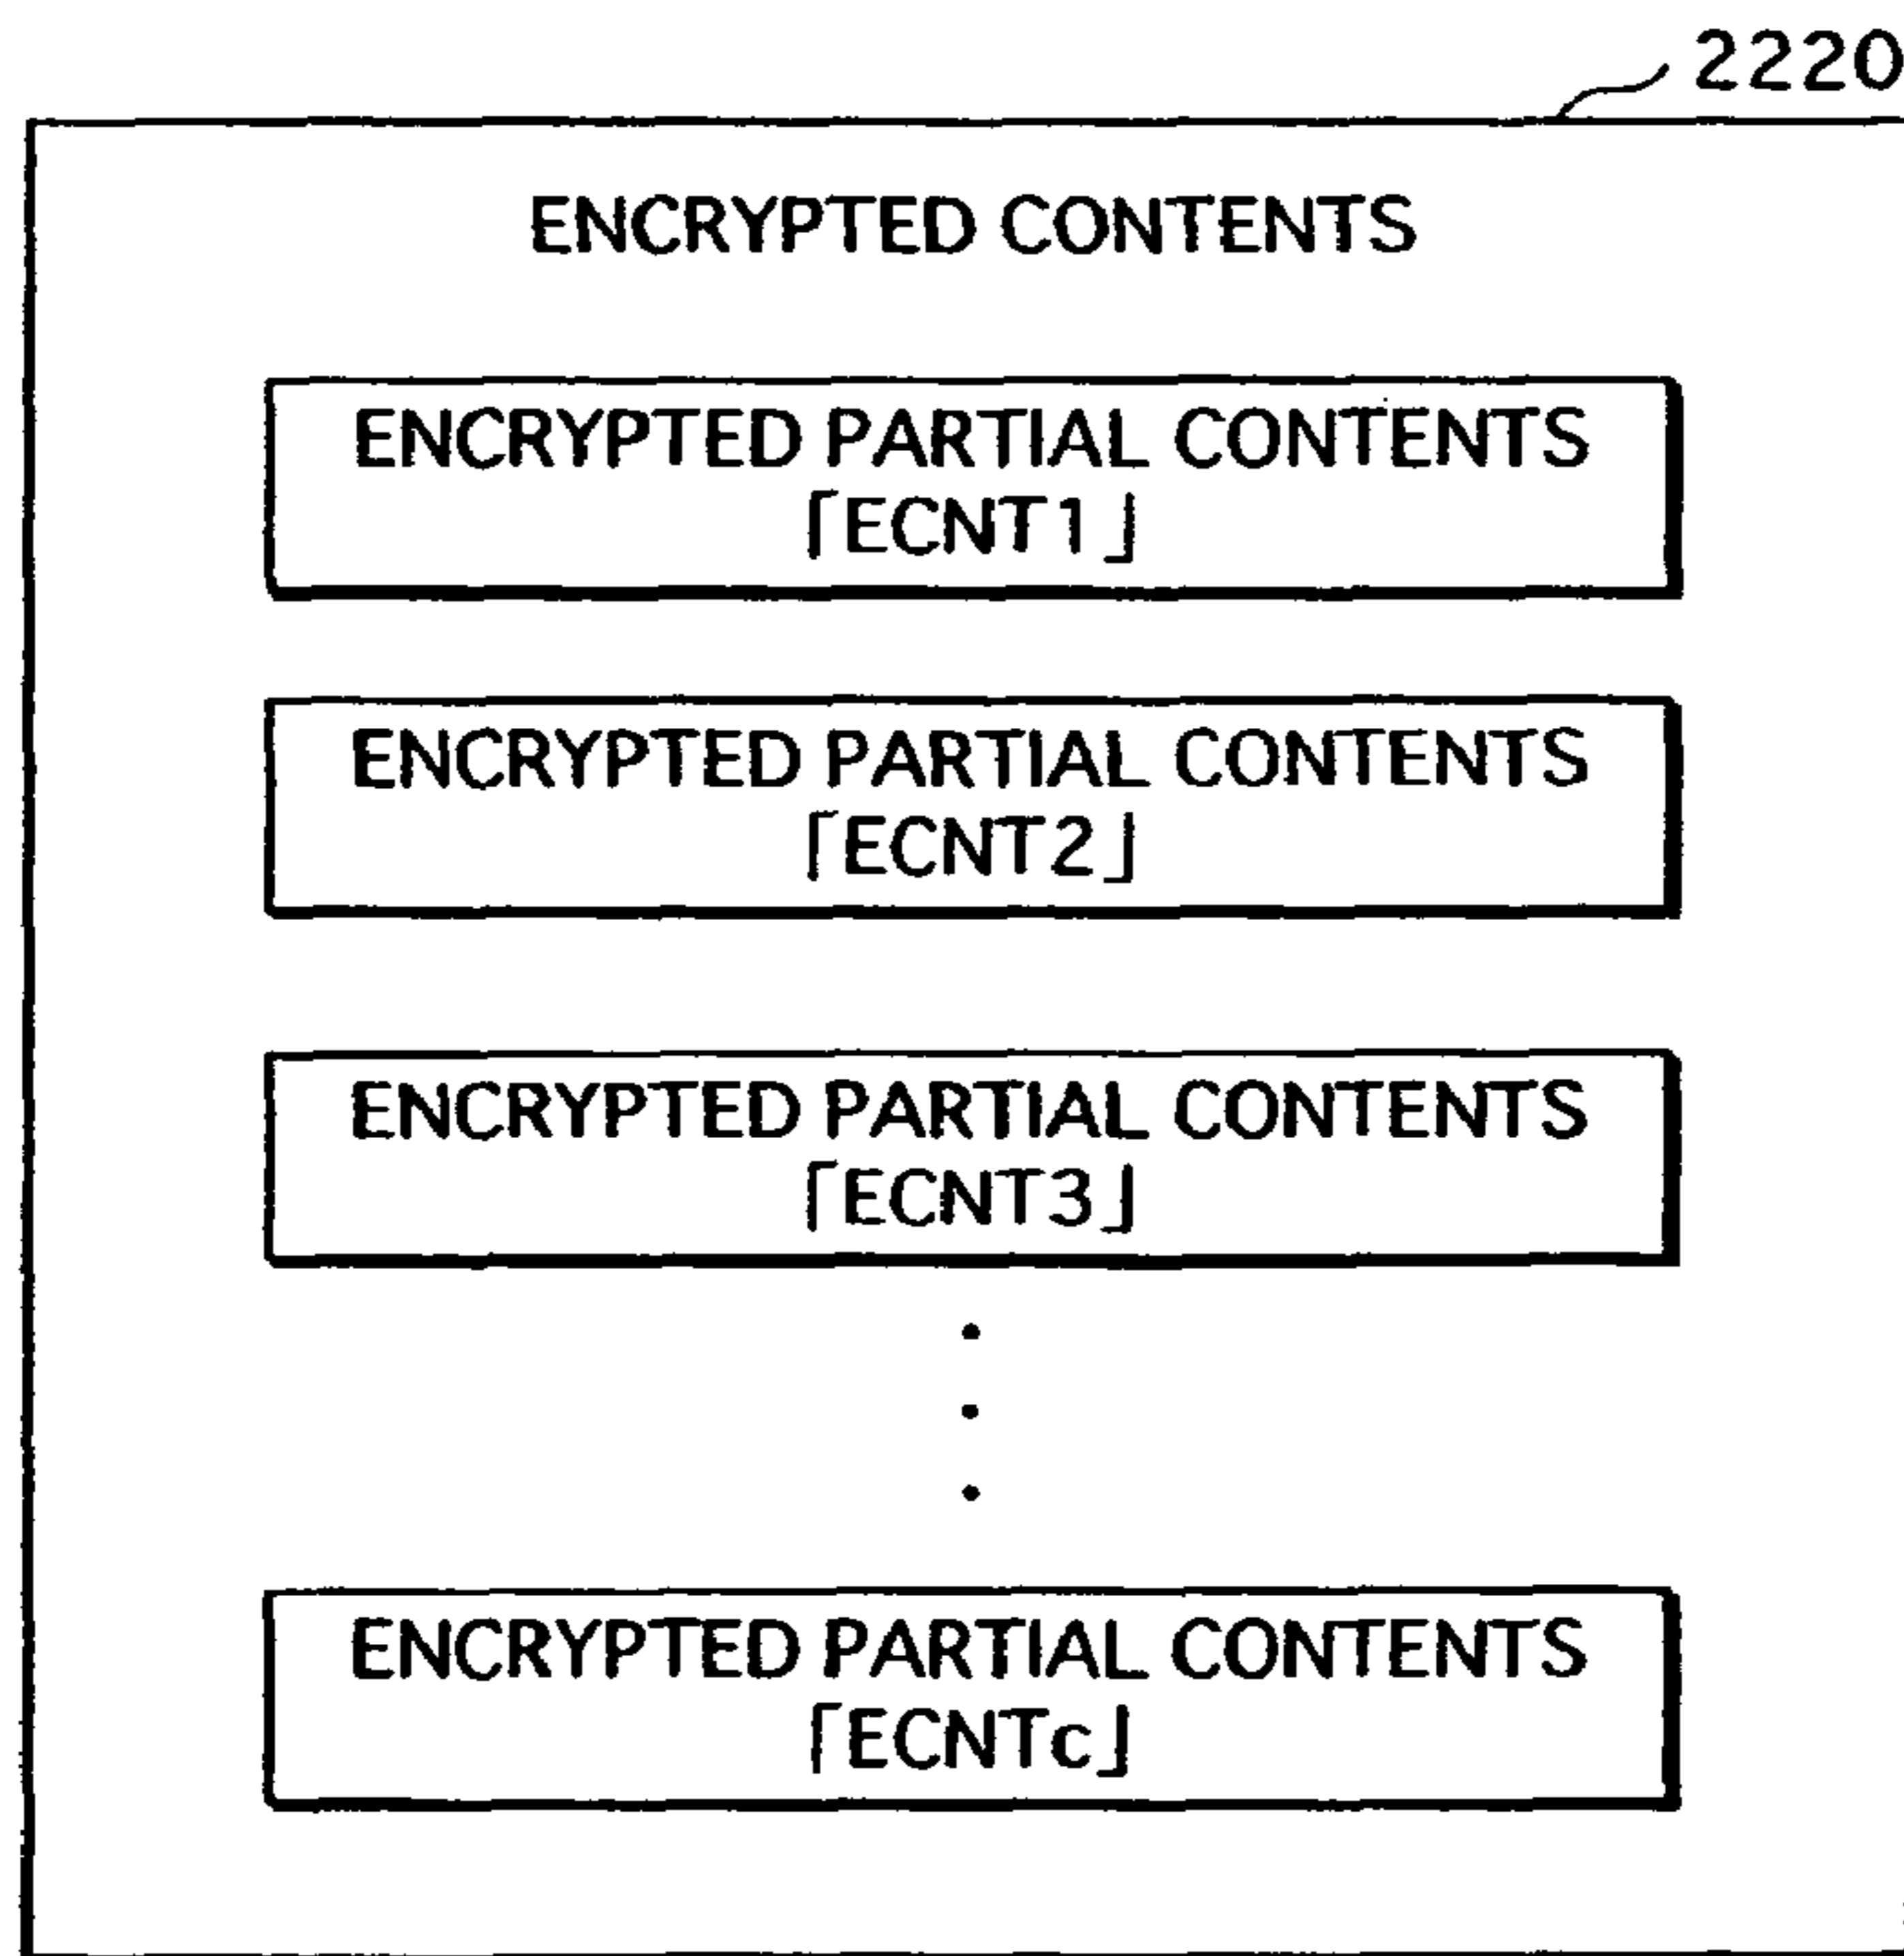 2220
ENCRYPTED CONTENTS
ENCRYPTED PARTIAL CONTENTS
「ECNT1」
ENCRYPTED PARTIAL CONTENTS
「ECNT2」
ENCRYPTED PARTIAL CONTENTS
「ECNT3」
ENCRYPTED PARTIAL CONTENTS
「ECNTc」